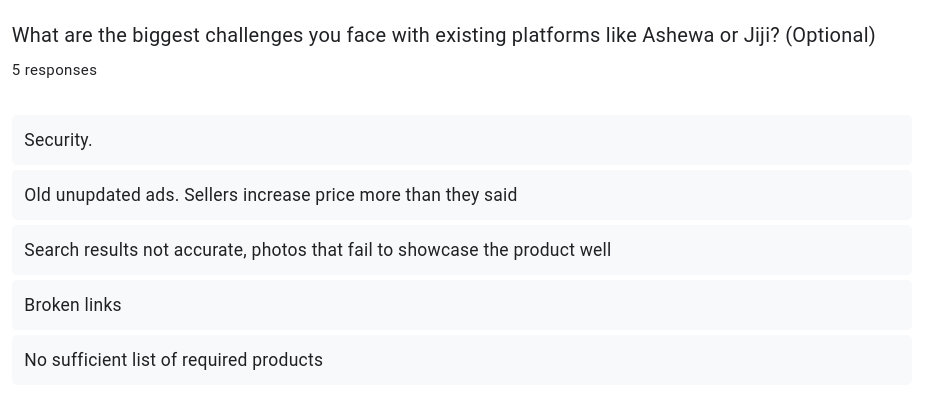 What are the biggest challenges you face with existing platforms like Ashewa or Jiji? (Optional)
5 responses
Security.
Old unupdated ads. Sellers increase price more than they said
Search results not accurate, photos that fail to showcase the product well
Broken links
No sufficient list of required products